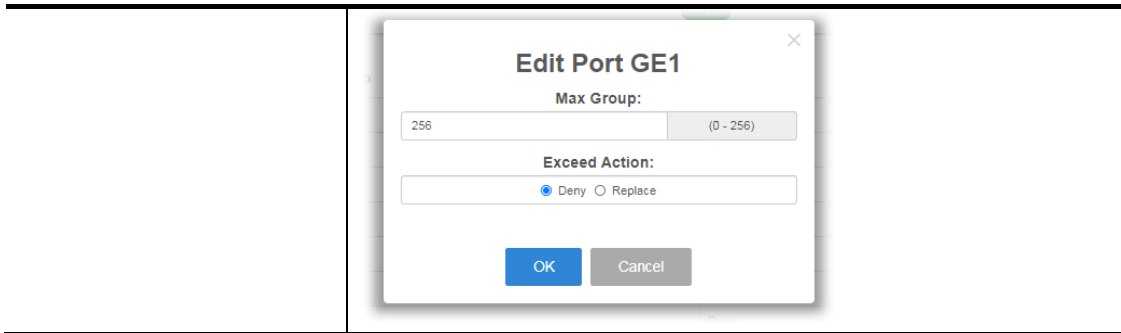 ×
Edit Port GE1
Max Group:
256 (0 - 256)
Exceed Action:
Deny Replace
OK Cancel